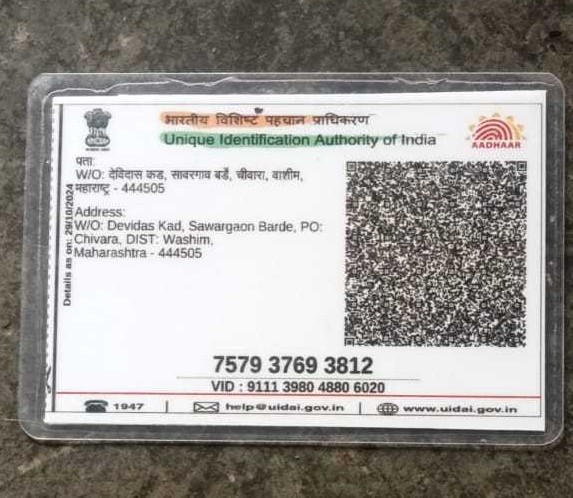 भारतीय विशिष्ट पहचान प्राधिकरण
Unique Identification Authority of India
AADHAAR
Details as on: 29/10/2024
पता:
W/O: देविदास कड, सावरगाव बर्डे, चीवारा, वाशीम,
महाराष्ट्र - 444505
Address:
W/O: Devidas Kad, Sawargaon Barde, PO:
Chivara, DIST: Washim,
Maharashtra - 444505
7579 3769 3812
VID : 9111 3980 4880 6020
1947 | help@uidai.gov.in | www.uidai.gov.in